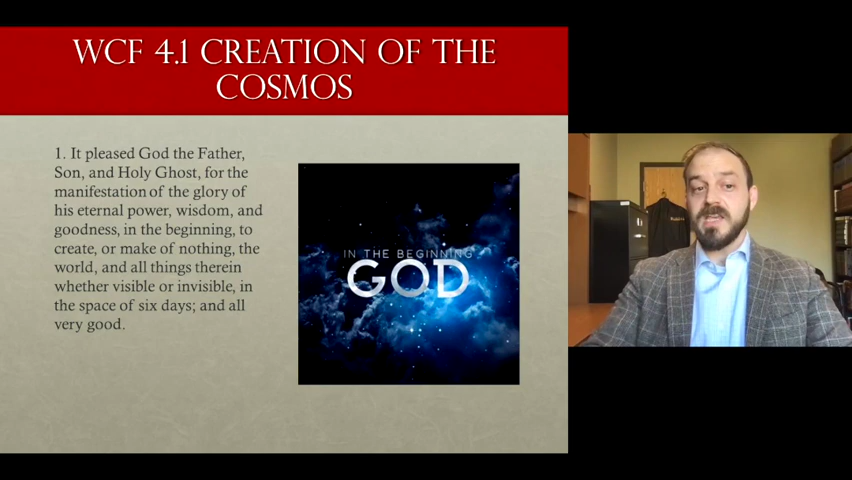 WCF 4.1 CREATION OF THE
COSMOS
1. It pleased God the Father,
Son, and Holy Ghost, for the
manifestation of the glory of
his eternal power, wisdom, and
goodness, in the beginning, to
create, or make of nothing, the
world, and all things therein
whether visible or invisible, in
the space of six days; and all
very good.
IN THE BEGINNING
GOD